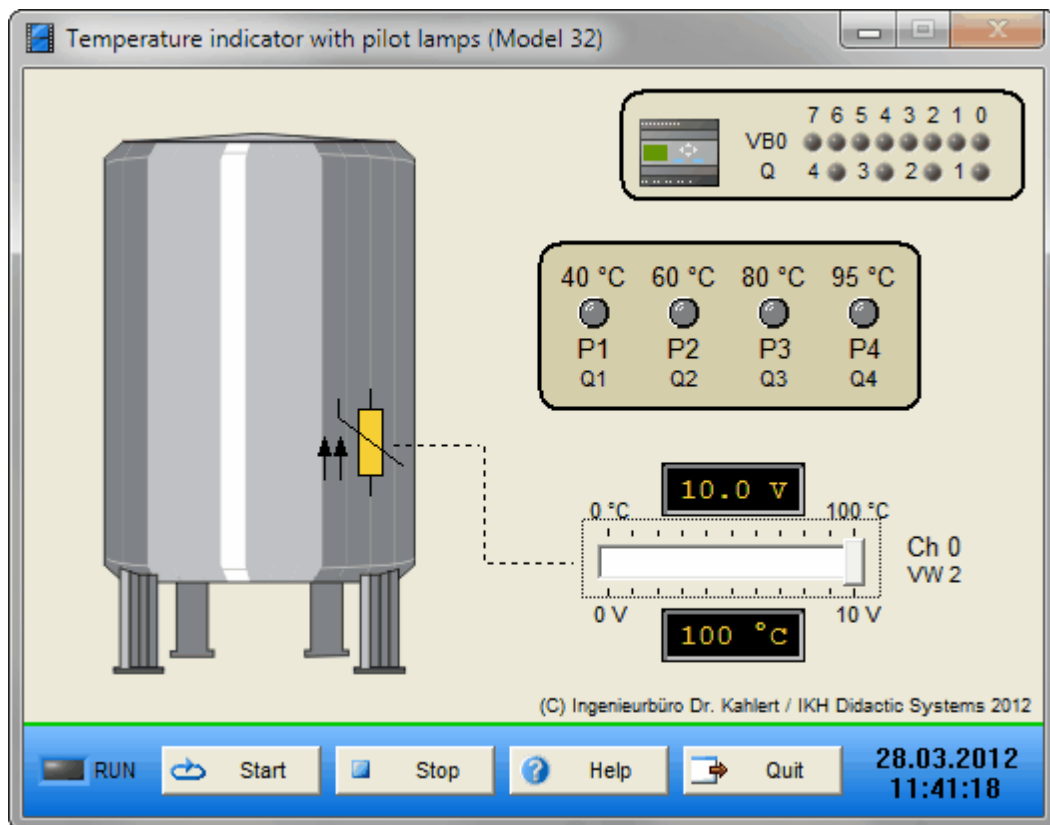 Temperature indicator with pilot lamps (Model 32)
7 6 5 4 3 2 1 0
VB0
Q 4 3 2 1
40 °C 60 °C 80 °C 95 °C
P1 P2 P3 P4
Q1 Q2 Q3 Q4
10.0 V
0 °C 100 °C
Ch 0
VW 2
0 V 10 V
100 °C
(C) Ingenieurbüro Dr. Kahlert / IKH Didactic Systems 2012
RUN Start Stop Help Quit
28.03.2012
11:41:18